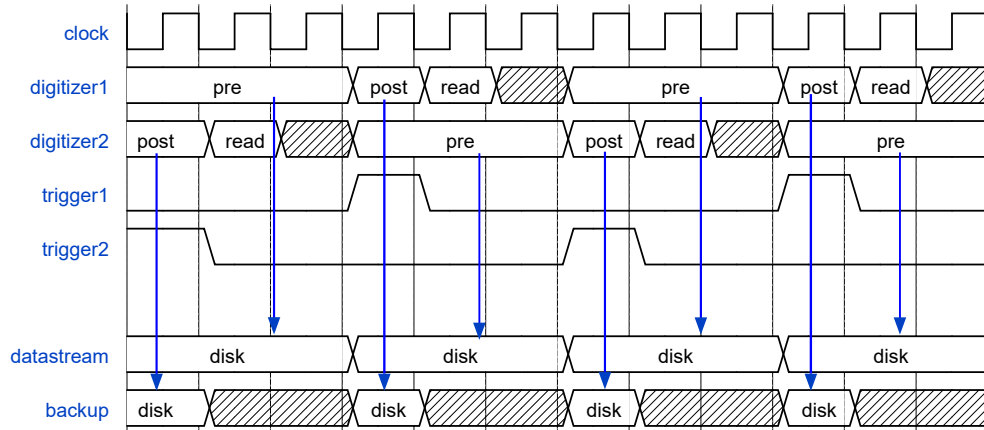 clock
digitizer1 pre post read pre post read
digitizer2 post read pre post read pre
trigger1
trigger2
datastream disk disk disk disk
backup disk disk disk disk